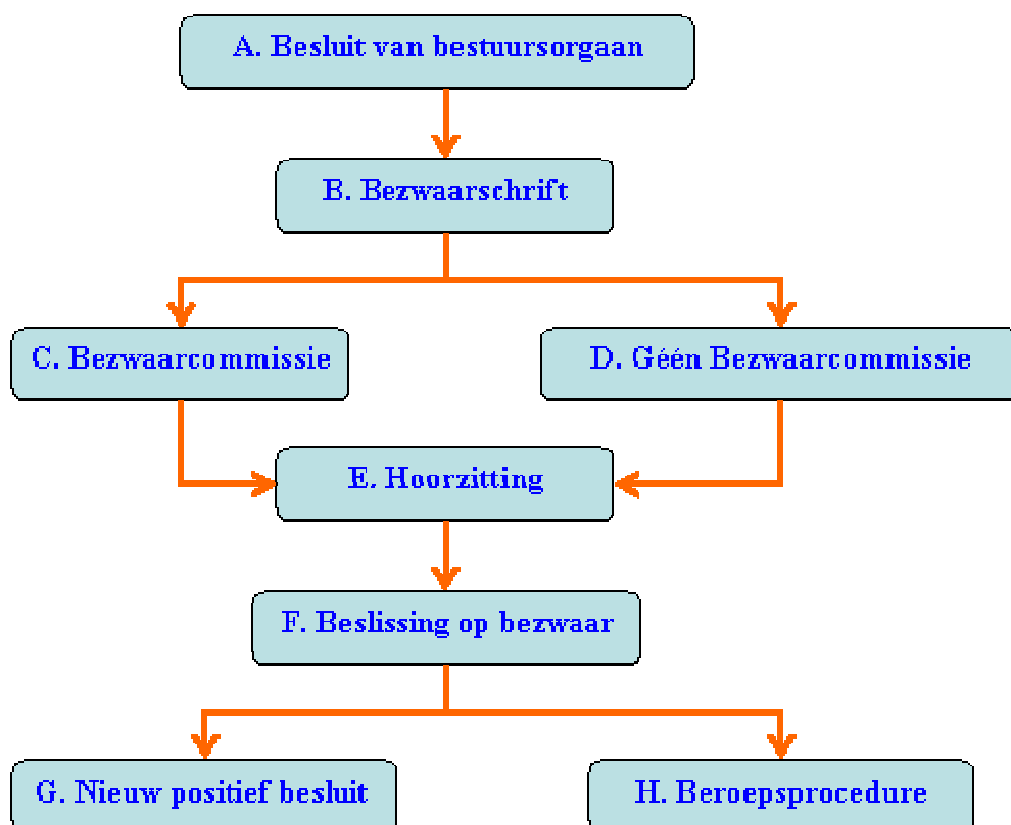 A. Besluit van bestuursorgaan
B. Bezwaarschrift
C. Bezwaarcommissie
D. Géén Bezwaarcommissie
E. Hoorzitting
F. Beslissing op bezwaar
G. Nieuw positief besluit
H. Beroepsprocedure